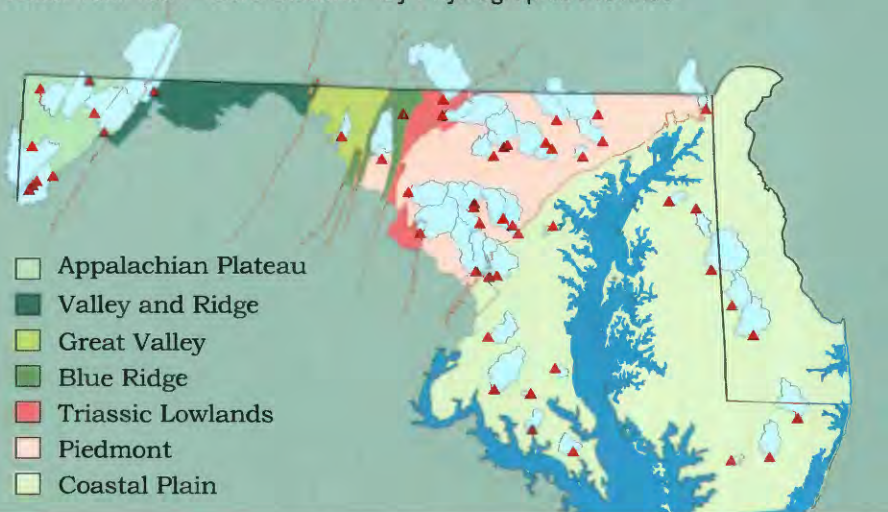 Appalachian Plateau
Valley and Ridge
Great Valley
Blue Ridge
Triassic Lowlands
Piedmont
Coastal Plain